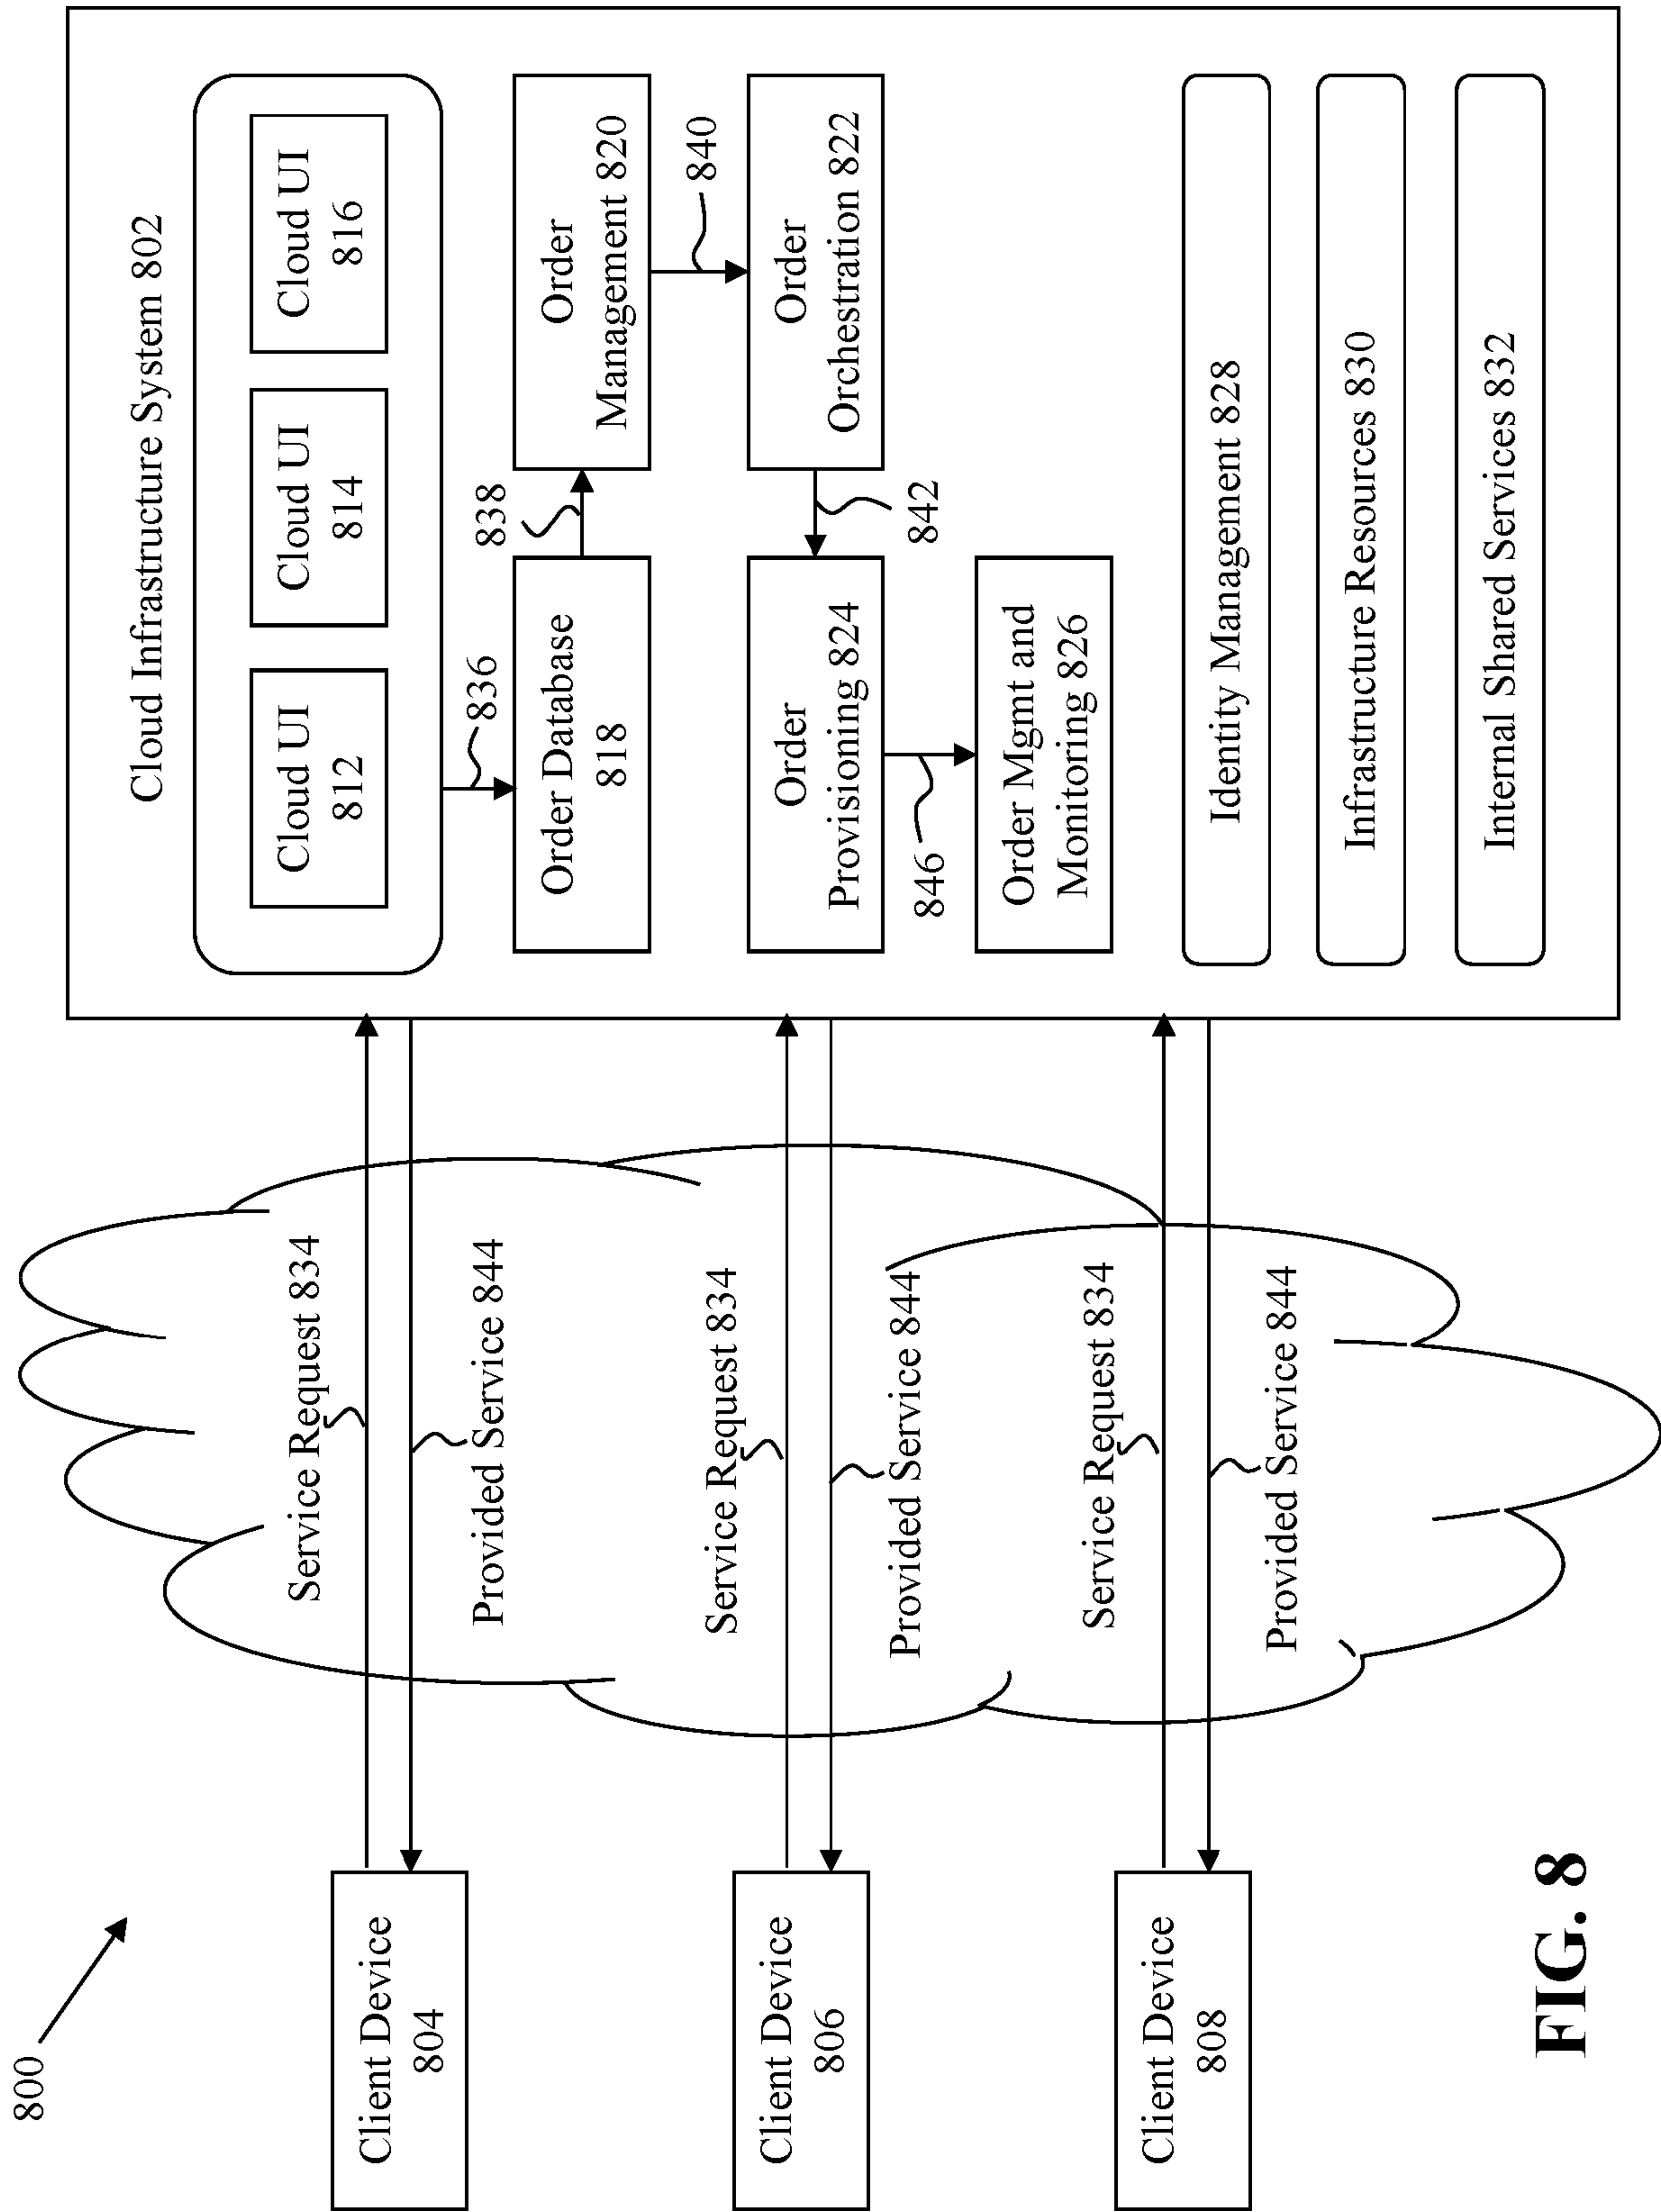 800
Cloud Infrastructure System 802
Cloud UI
812
Cloud UI
814
Cloud UI
816
836
838
Order Database
818
Order
Management 820
840
Order
Provisioning 824
842
Order
Orchestration 822
846
Order Mgmt and
Monitoring 826
Identity Management 828
Infrastructure Resources 830
Internal Shared Services 832
Client Device
804
Service Request 834
Provided Service 844
Client Device
806
Service Request 834
Provided Service 844
Client Device
808
Service Request 834
Provided Service 844
FIG. 8